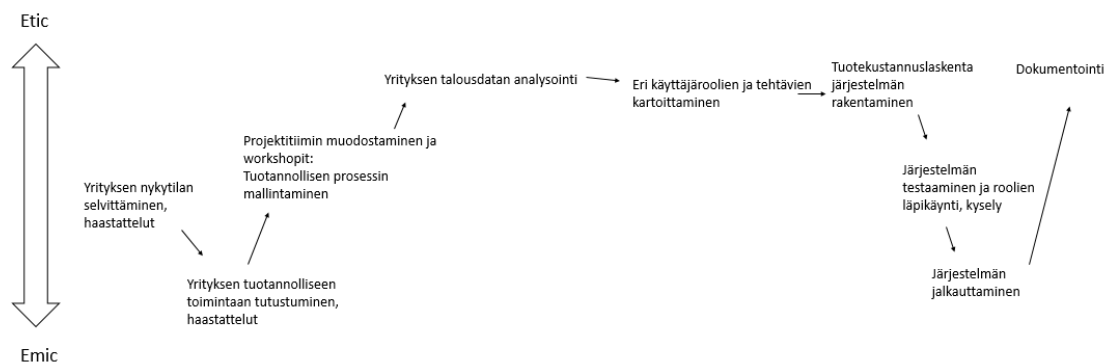 Etic
Yrityksen nykytilan
selvittäminen,
haastattelut
Yrityksen tuotannolliseen
toimintaan tutustuminen,
haastattelut
Projektitiimin muodostaminen ja
workshopit:
Tuotannollisen prosessin
mallintaminen
Yrityksen talousdatan analysointi
Eri käyttäjäroolien ja tehtävien
kartoittaminen
Tuotekustannuslaskenta
järjestelmän
rakentaminen
Järjestelmän
testaaminen ja roolien
läpikäynti, kysely
Järjestelmän
jalkauttaminen
Dokumentointi
Emic